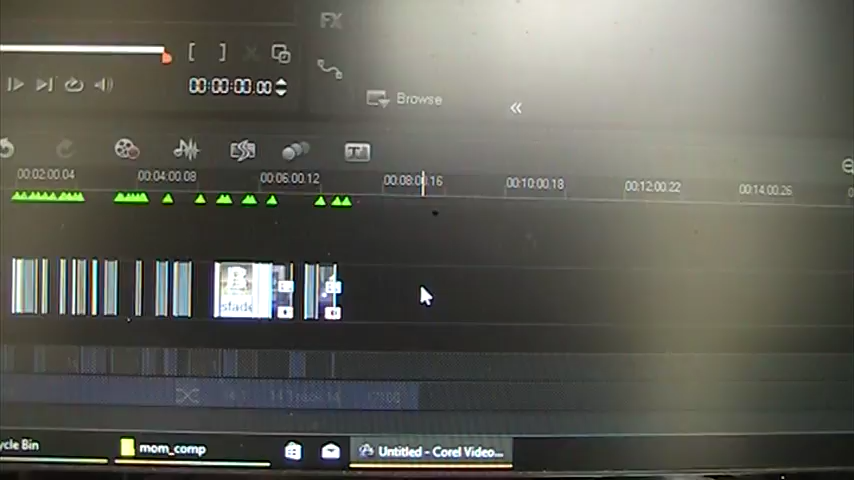 FX
[ ]
00:00:00.00
Browse
«
00:02:00.04 00:04:00.08 00:06:00.12 00:08:00.16 00:10:00.18 00:12:00.22 00:14:00.26
cle Bin
mom_comp
Untitled - Corel Video...